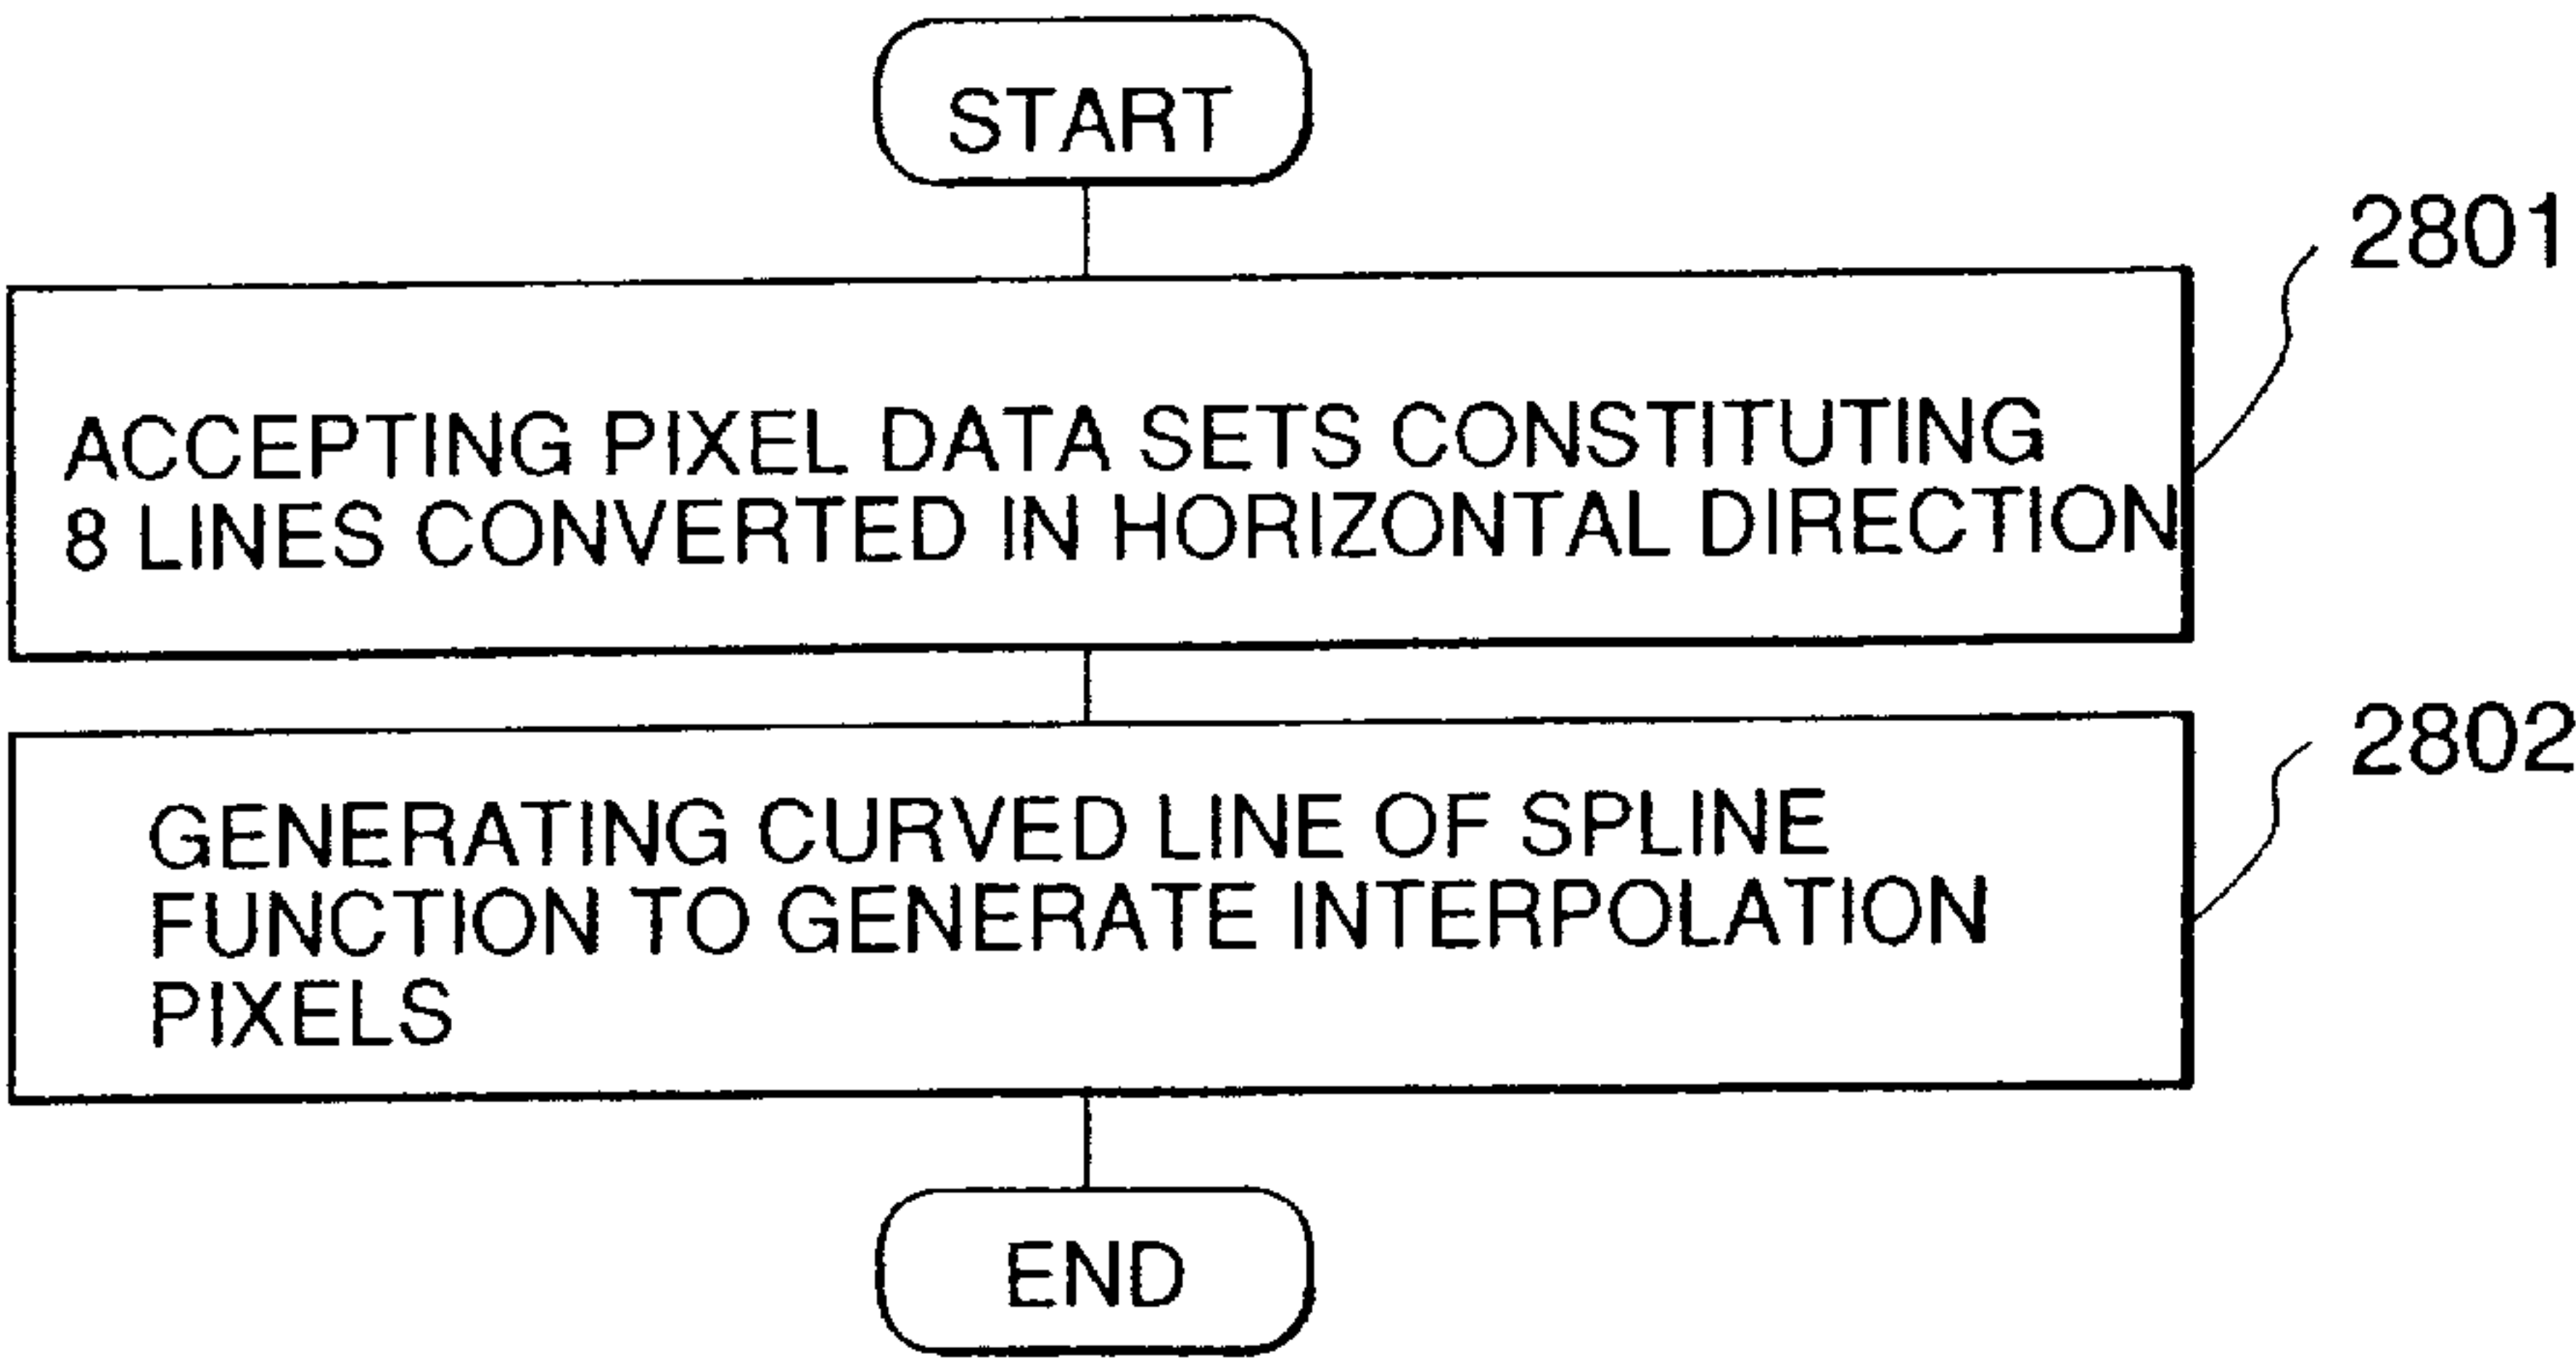 START
2801
ACCEPTING PIXEL DATA SETS CONSTITUTING
8 LINES CONVERTED IN HORIZONTAL DIRECTION
2802
GENERATING CURVED LINE OF SPLINE
FUNCTION TO GENERATE INTERPOLATION
PIXELS
END